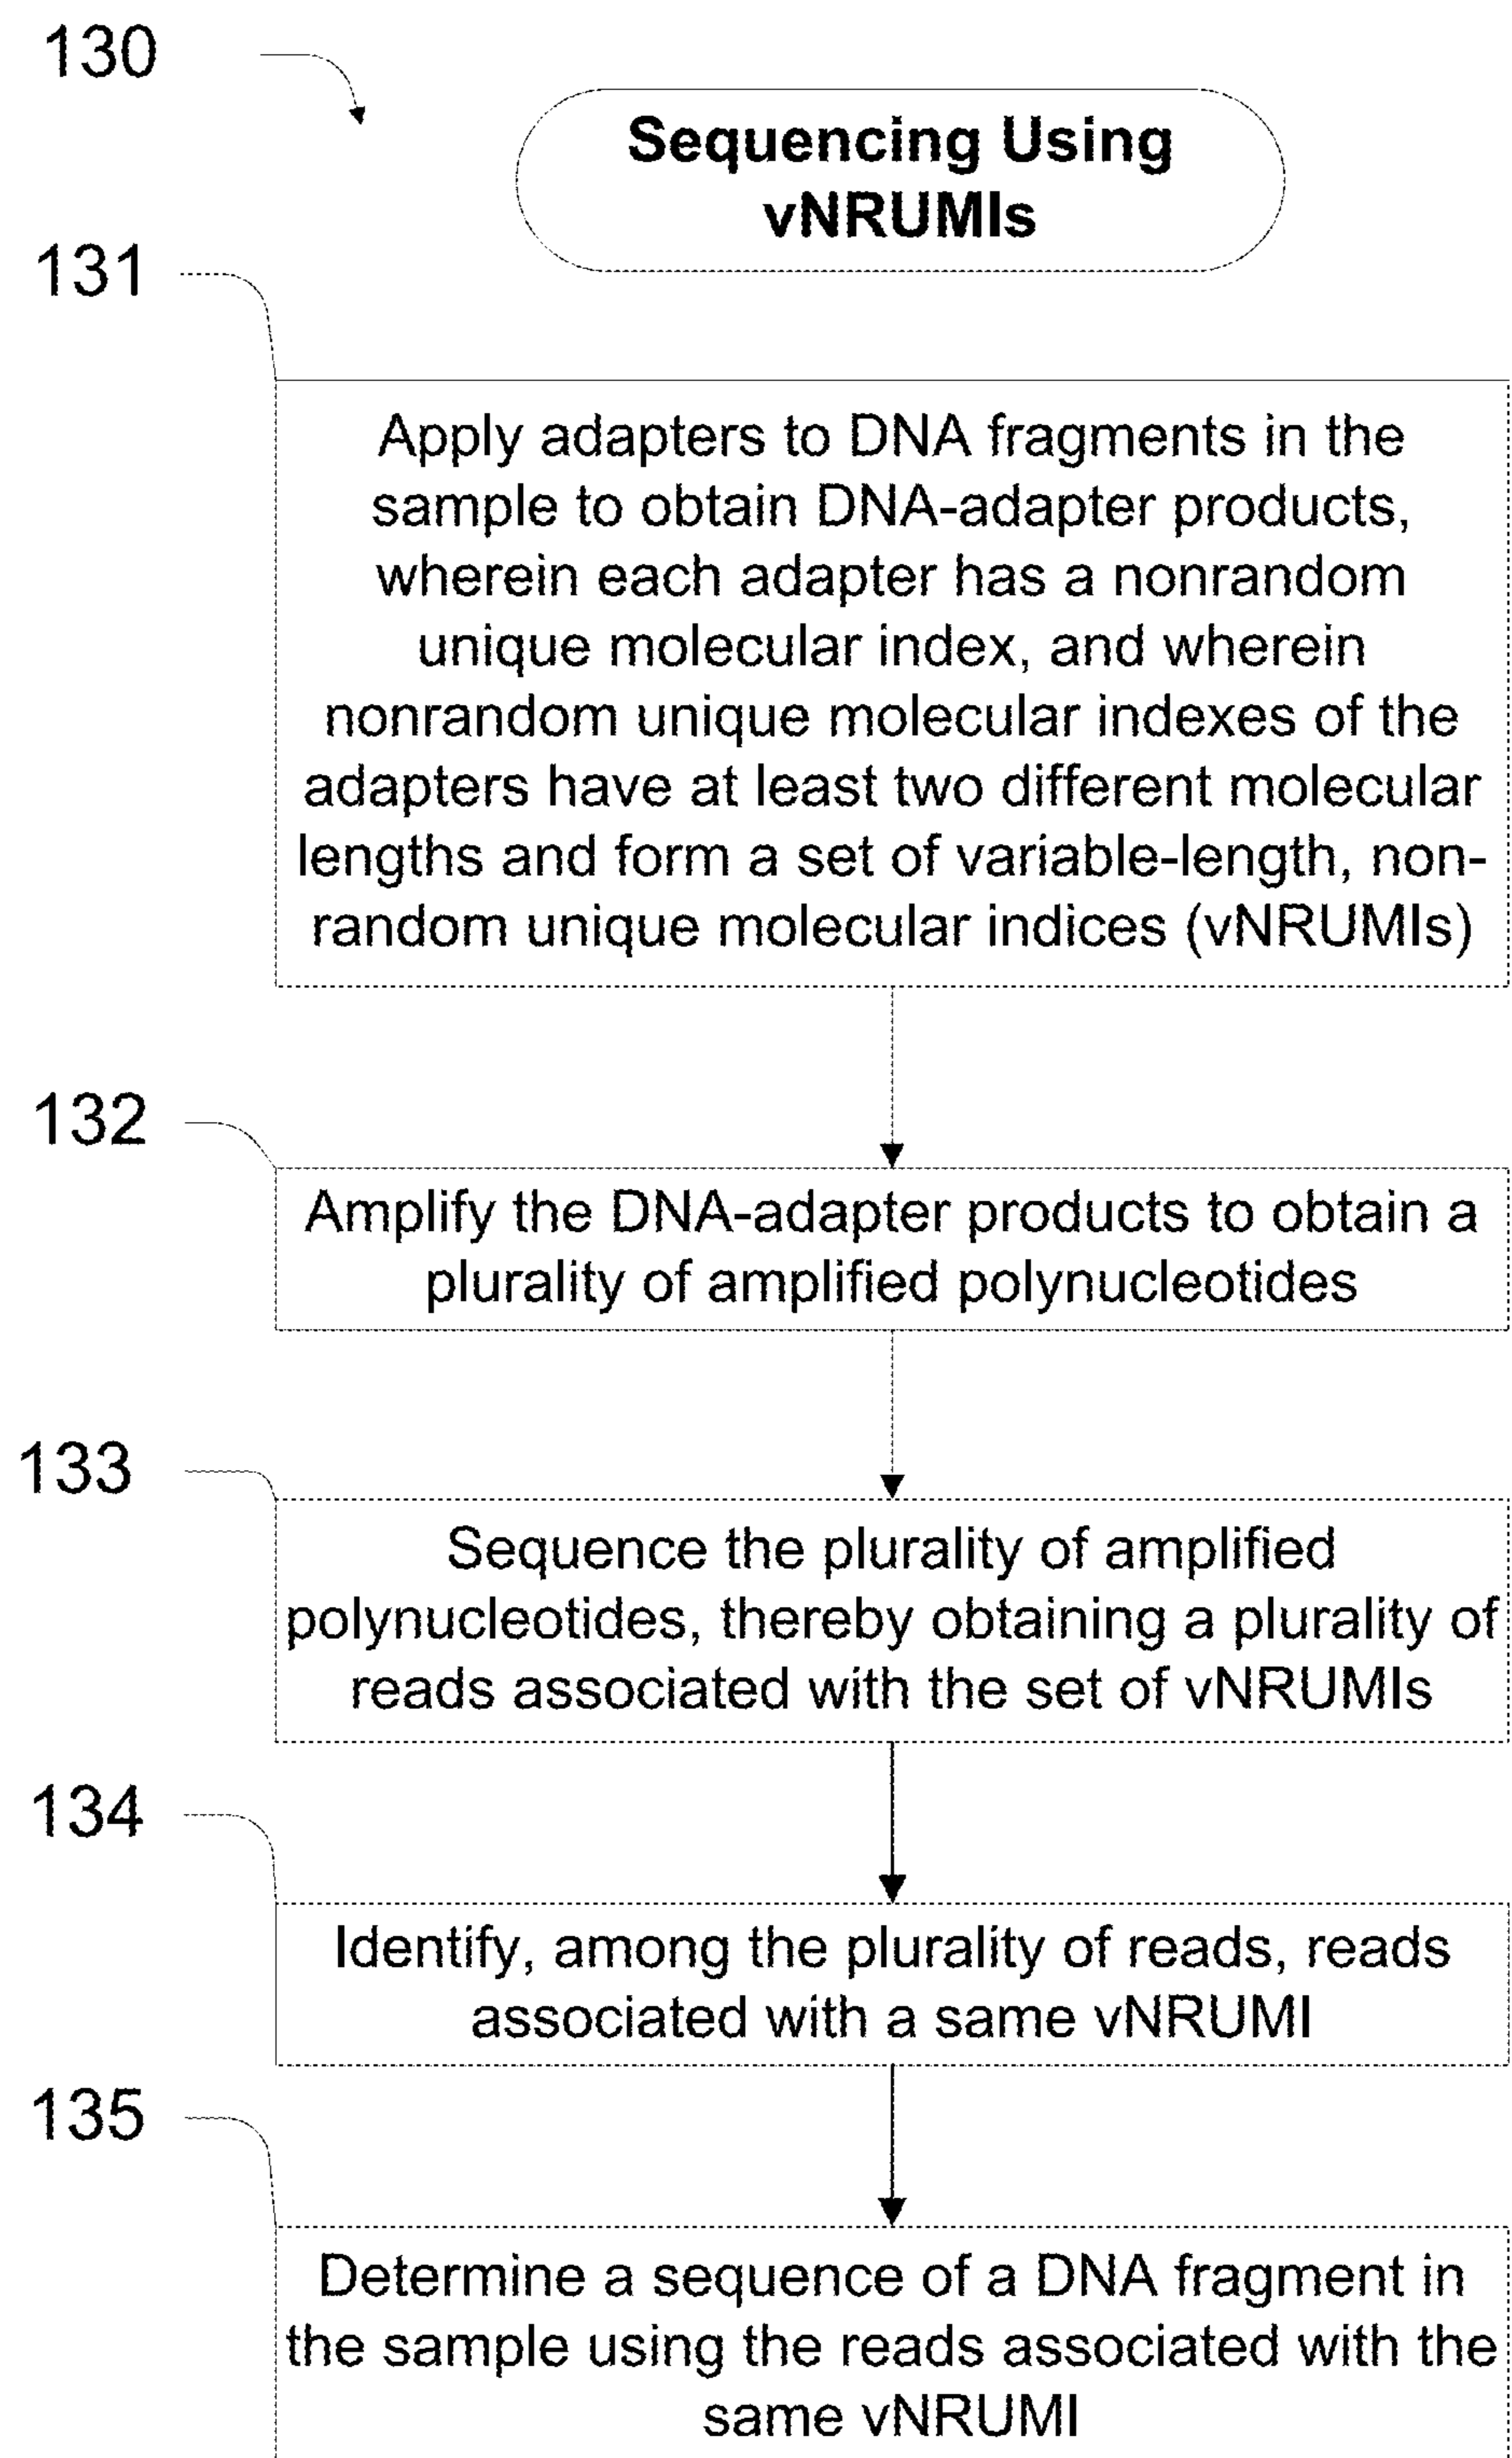 130
Sequencing Using
vNRUMIs
131
Apply adapters to DNA fragments in the
sample to obtain DNA-adapter products,
wherein each adapter has a nonrandom
unique molecular index, and wherein
nonrandom unique molecular indexes of the
adapters have at least two different molecular
lengths and form a set of variable-length, non-
random unique molecular indices (vNRUMIs)
132
Amplify the DNA-adapter products to obtain a
plurality of amplified polynucleotides
133
Sequence the plurality of amplified
polynucleotides, thereby obtaining a plurality of
reads associated with the set of vNRUMIs
134
Identify, among the plurality of reads, reads
associated with a same vNRUMI
135
Determine a sequence of a DNA fragment in
the sample using the reads associated with the
same vNRUMI